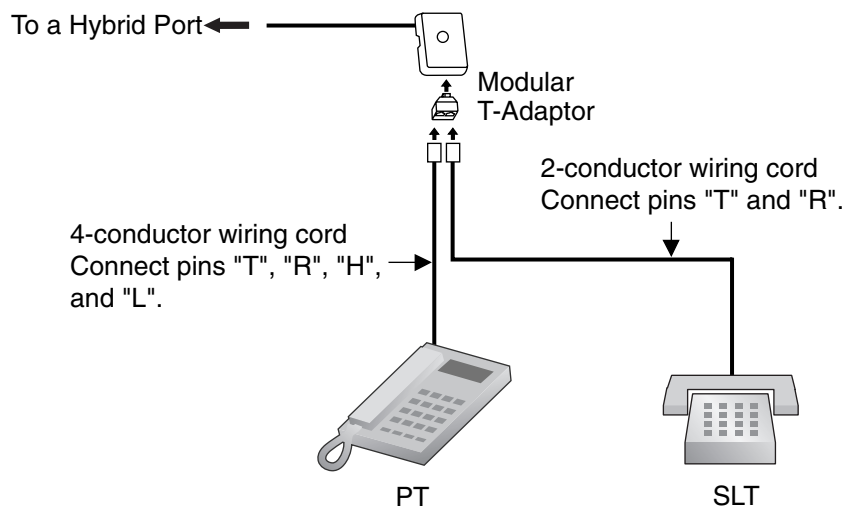 To a Hybrid Port
Modular
T-Adaptor
2-conductor wiring cord
Connect pins "T" and "R".
4-conductor wiring cord
Connect pins "T", "R", "H",
and "L".
PT
SLT